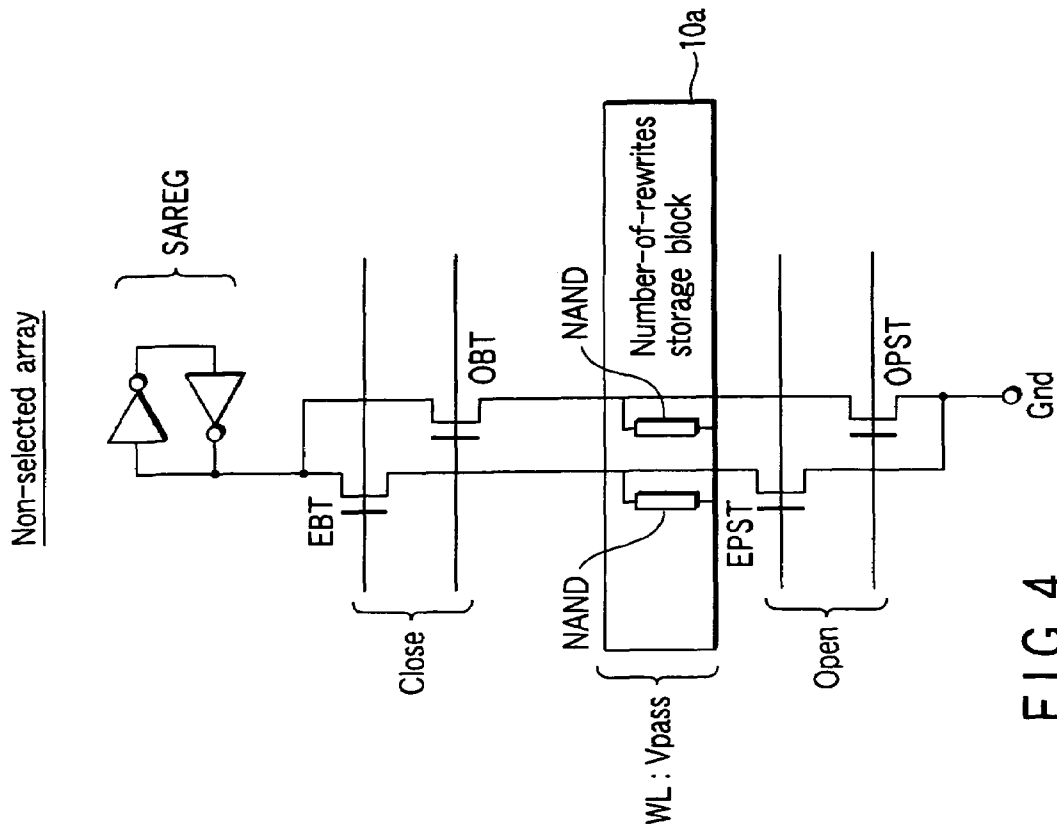 Non-selected array
SAREG
EBT
OBT
Close
NAND
NAND
Number-of-rewrites
storage block
10a
WL : Vpass
EPST
OPST
Open
Gnd
FIG. 4